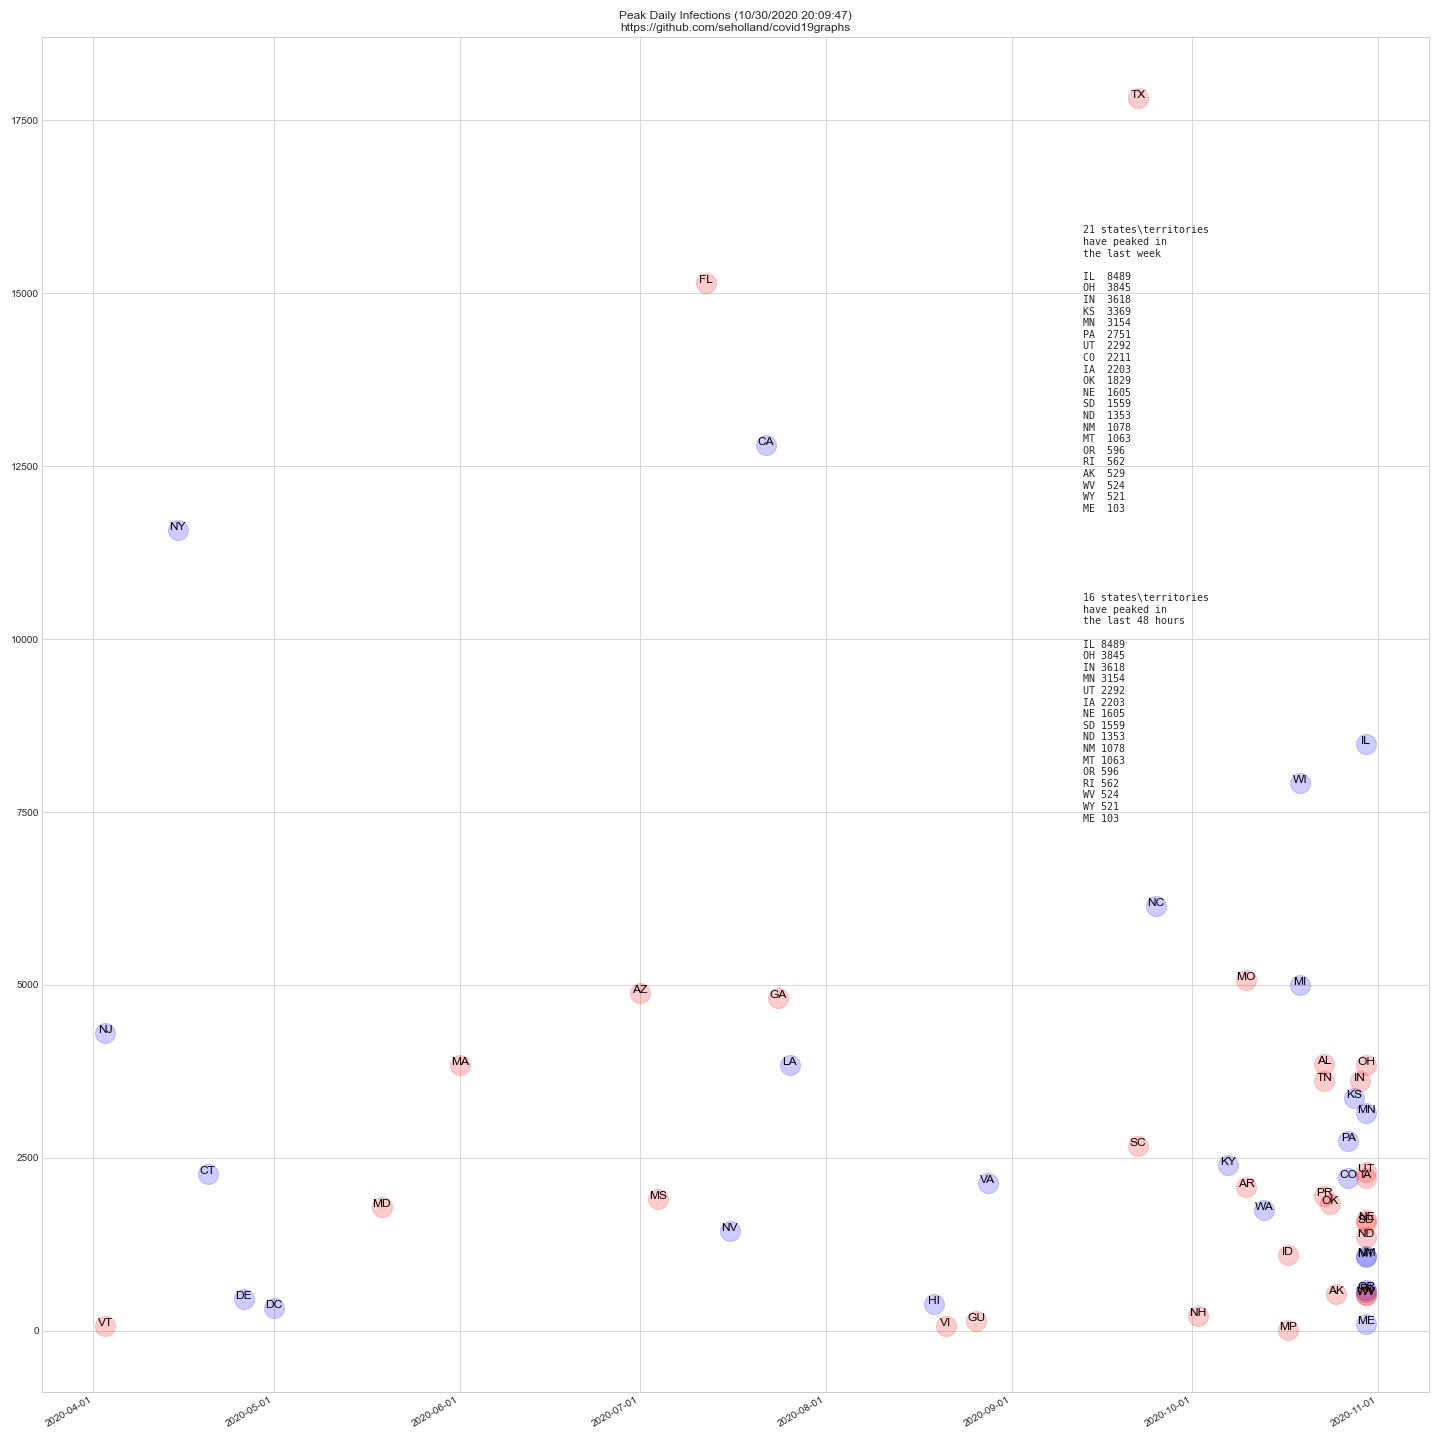 Peak Daily Infections (10/30/2020 20:09:47)
https://github.com/seholland/covid19graphs
17500
15000
12500
10000
7500
5000
2500
0
TX
FL
CA
NY
21 states\territories
have peaked in
the last week
IL 8489
OH 3845
IN 3618
KS 3369
MN 3154
PA 2751
UT 2292
CO 2211
IA 2203
OK 1829
NE 1605
SD 1559
ND 1353
NM 1078
MT 1063
OR 596
RI 562
AK 529
WV 524
WY 521
ME 103
16 states\territories
have peaked in
the last 48 hours
IL 8489
OH 3845
IN 3618
MN 3154
UT 2292
IA 2203
NE 1605
SD 1559
ND 1353
NM 1078
MT 1063
OR 596
RI 562
WV 524
WY 521
ME 103
IL
WI
NC
MO
MI
AZ
GA
NJ
MA
LA
AL
OH
TN
IN
KS
MN
PA
SC
KY
UT
CT
CO
IA
VA
AR
MD
MS
PR
OK
WA
NV
NE
SD
ND
ID
NM
MT
DE
DC
HI
AK
OR
VT
VI
GU
NH
MP
ME
2020-04-01
2020-05-01
2020-06-01
2020-07-01
2020-08-01
2020-09-01
2020-10-01
2020-11-01